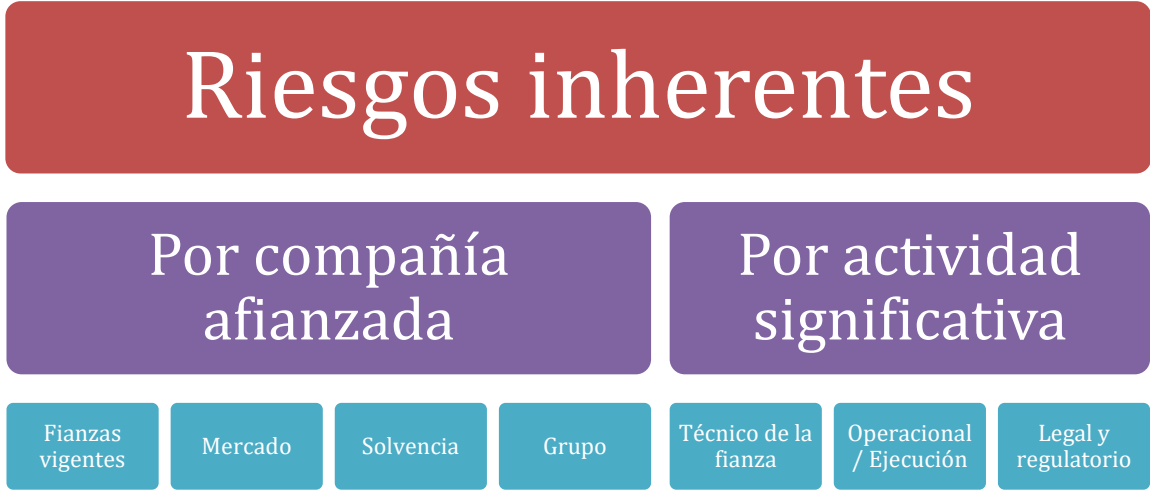 Riesgos inherentes
Por compañía
afianzada
Por actividad
significativa
Fianzas
vigentes
Mercado
Solvencia
Grupo
Técnico de la
fianza
Operacional
/ Ejecución
Legal y
regulatorio